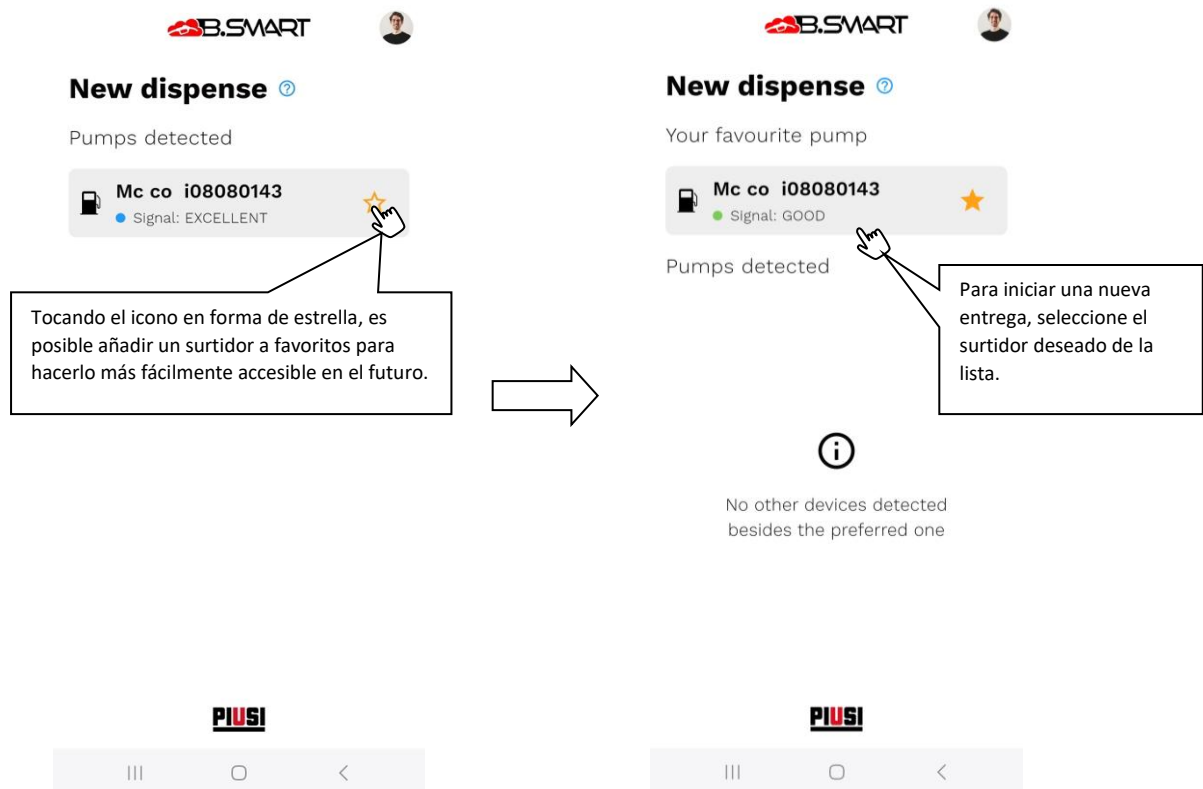 B.SMART
New dispense ?
Pumps detected
Mc co i08080143
Signal: EXCELLENT
Tocando el icono en forma de estrella, es
posible añadir un surtidor a favoritos para
hacerlo más fácilmente accesible en el futuro.
PIUSI
B.SMART
New dispense ?
Your favourite pump
Mc co i08080143
Signal: GOOD
Pumps detected
Para iniciar una nueva
entrega, seleccione el
surtidor deseado de la
lista.
No other devices detected
besides the preferred one
PIUSI